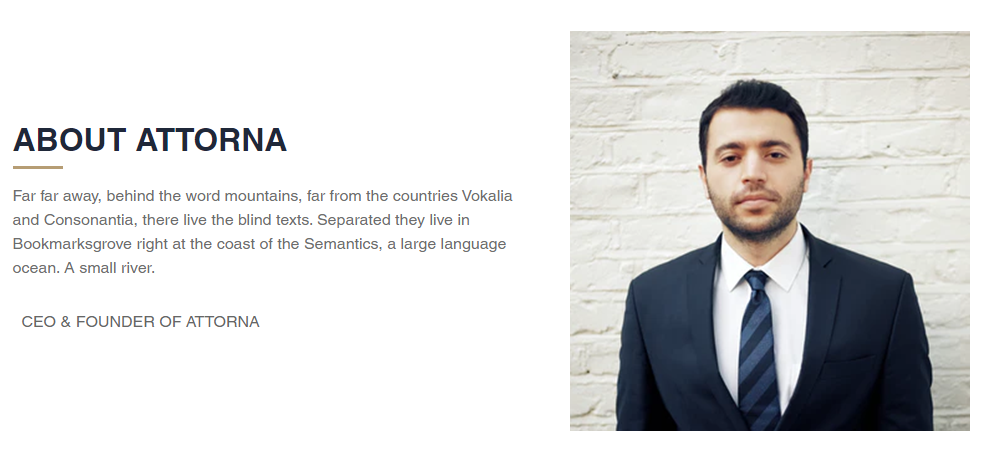 ABOUT ATTORNA
Far far away, behind the word mountains, far from the countries Vokalia
and Consonantia, there live the blind texts. Separated they live in
Bookmarksgrove right at the coast of the Semantics, a large language
ocean. A small river.
CEO & FOUNDER OF ATTORNA